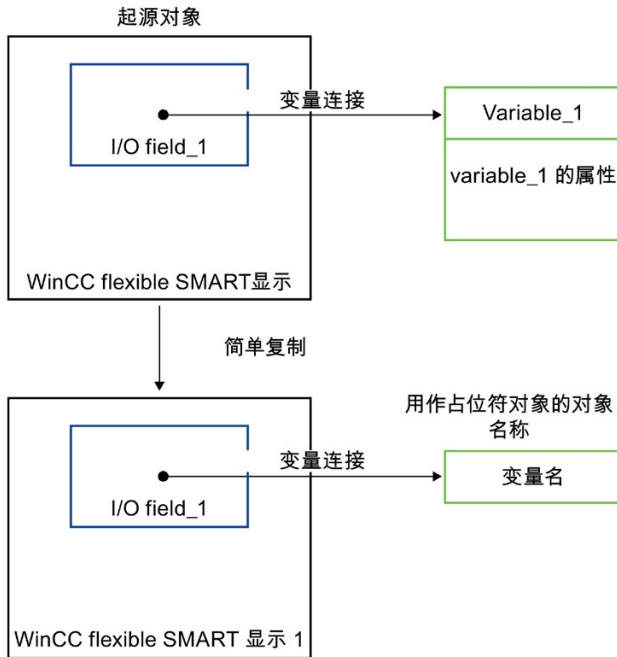 起源对象
变量连接
Variable_1
I/O field_1
variable_1 的属性
WinCC flexible SMART显示
简单复制
用作占位符对象的对象
名称
变量连接
变量名
I/O field_1
WinCC flexible SMART 显示 1